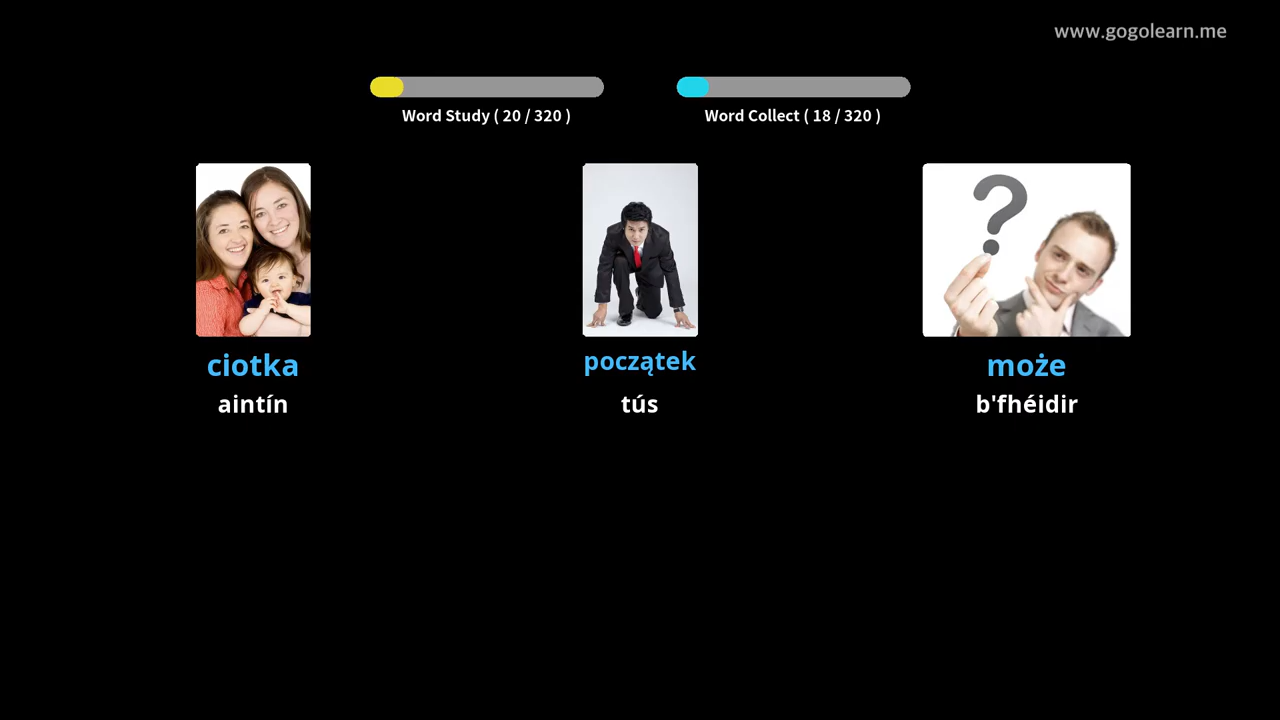 www.gogolearn.me
Word Study ( 20 / 320 )
Word Collect ( 18 / 320 )
ciotka
początek
może
aintín
tús
b'fhéidir